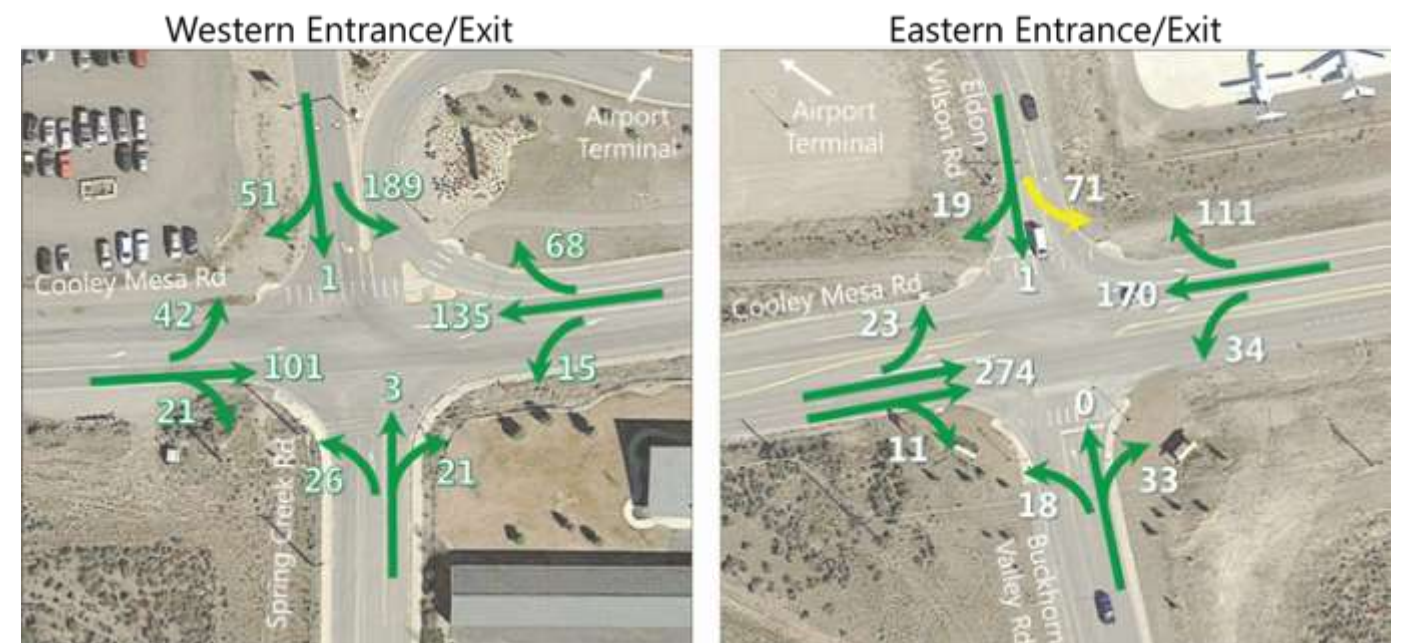 Western Entrance/Exit
Eastern Entrance/Exit
Airport
Terminal
51
189
68
Cooley Mesa Rd
1
42
135
101
15
21
3
26
21
Spring Creek Rd
Airport
Terminal
Eldon
Wilson Rd
71
19
111
Cooley Mesa Rd
1
170
23
34
274
0
11
33
18
Buckhorn
Valley Rd